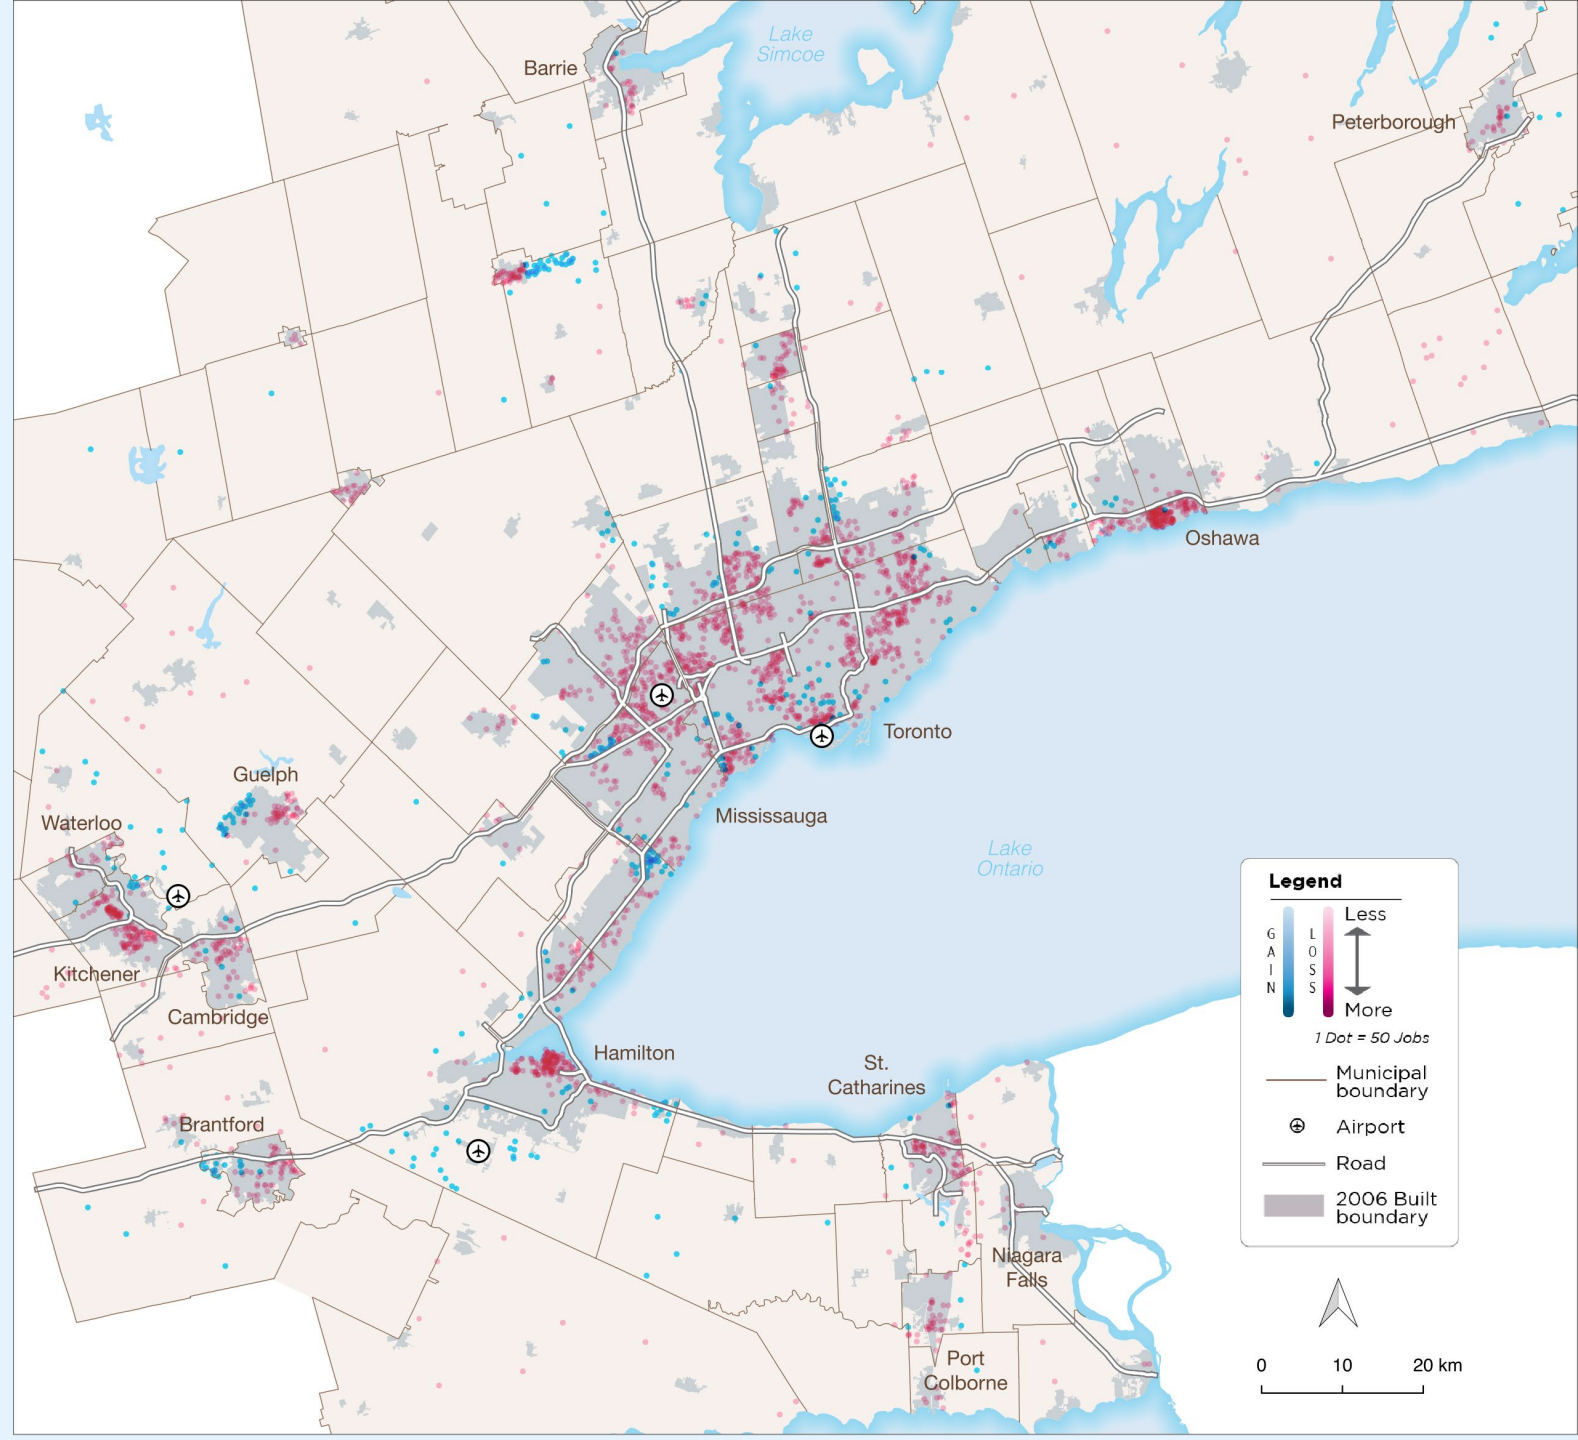 Lake
Simcoe
Barrie
Peterborough
Oshawa
Toronto
Guelph
Waterloo
Mississauga
Lake
Ontario
Kitchener
Cambridge
Hamilton
St.
Catharines
Brantford
Niagara
Falls
Port
Colborne
Legend
GAIN
LOSS
Less
More
1 Dot = 50 Jobs
Municipal
boundary
Airport
Road
2006 Built
boundary
0 10 20 km